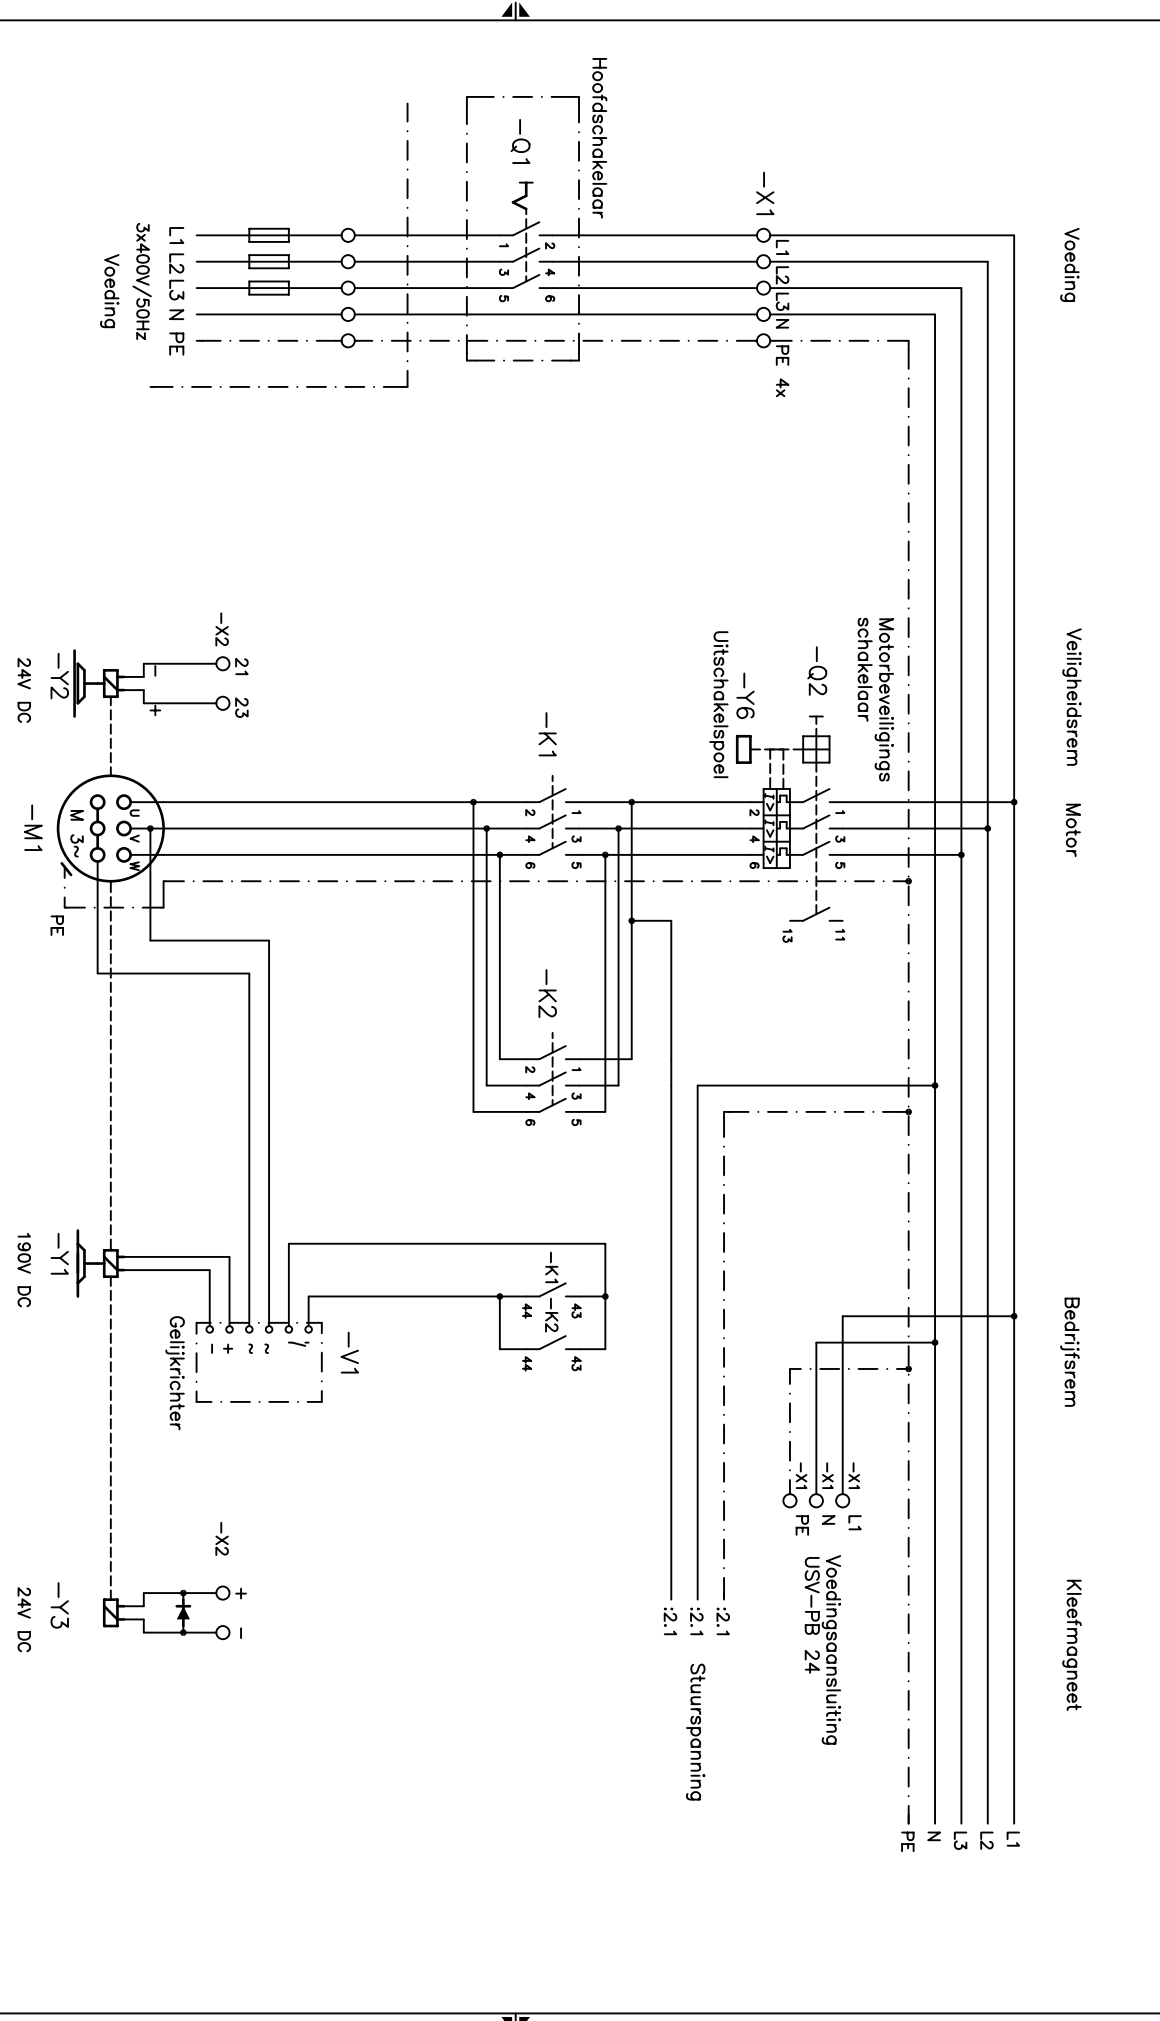 Voeding
Veiligheidsrem
Motor
Bedrijfsrem
Kleefmagneet
L1
L2
L3
N
PE
-X1
L1 L2 L3 N PE 4x
Hoofdschakelaar
-Q1
1 2
3 4
5 6
L1 L2 L3 N PE
3x400V/50Hz
Voeding
Motorbeveiligings
schakelaar
-Q2
1 3 5 11
13
-Y6
Uitschakelspoel
I> I> I>
2 4 6
-X1 L1
-X1 N
-X1 PE
Voedingsaansluiting
USV-PB 24
:2.1
:2.1
:2.1
Stuurspanning
-K1
1 3 5
2 4 6
-K2
1 3 5
2 4 6
-K1
43
44
-K2
43
44
-V1
- + ~ ~
Gelijkrichter
-X2
21 23
- +
-Y2
24V DC
U V W
M 3~
-M1
PE
-Y1
190V DC
-X2
+ -
-Y3
24V DC